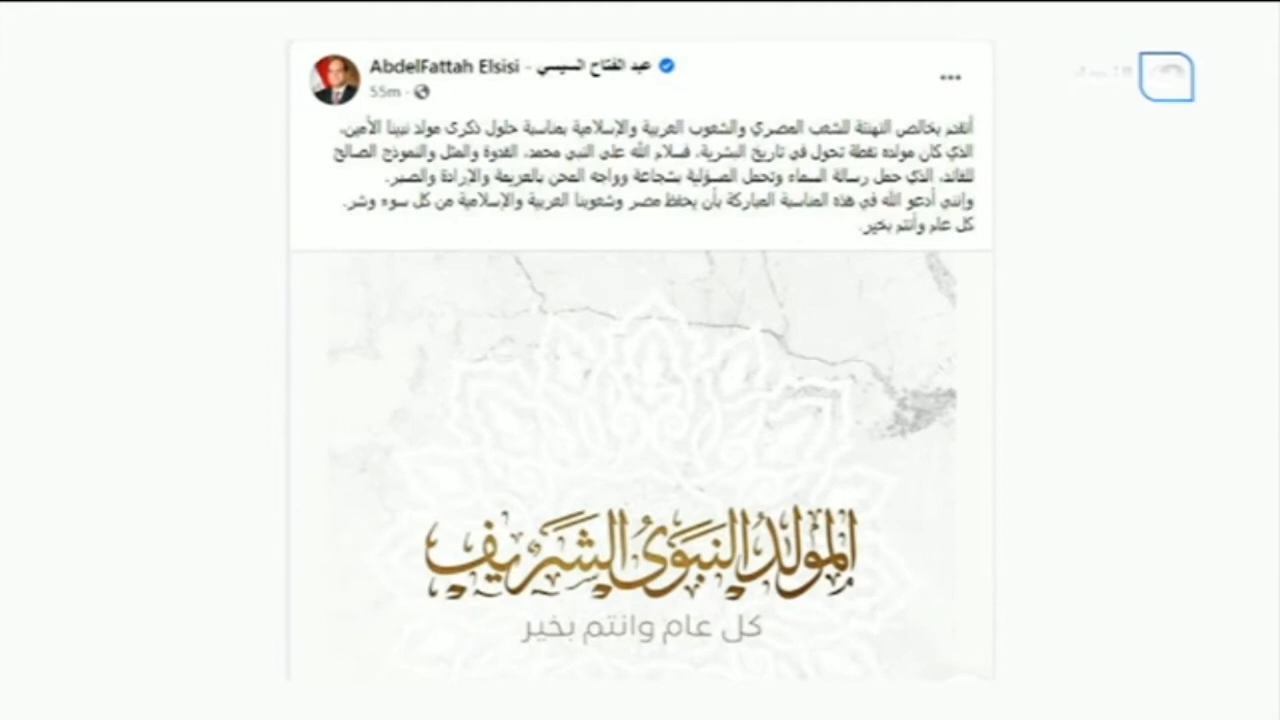 AbdelFattah Elsisi - عبد الفتاح السيسي
55m
أتقدم بخالص التهنئة للشعب المصري والشعوب العربية والإسلامية بمناسبة حلول ذكرى مولد نبينا الأمين،
الذي كان مولده نقطة تحول في تاريخ البشرية، فسلام الله على النبي محمد، القدوة والمثل والنموذج الصالح
للقائد، الذي حمل رسالة السماء وتحمل المسؤلية بشجاعة وواجه المحن بالعزيمة والإرادة والصبر.
وإنني أدعو الله في هذه المناسبة المباركة بأن يحفظ مصر وشعوبنا العربية والإسلامية من كل سوء وشر.
كل عام وأنتم بخير.
المولد النبوي الشريف
كل عام وانتم بخير